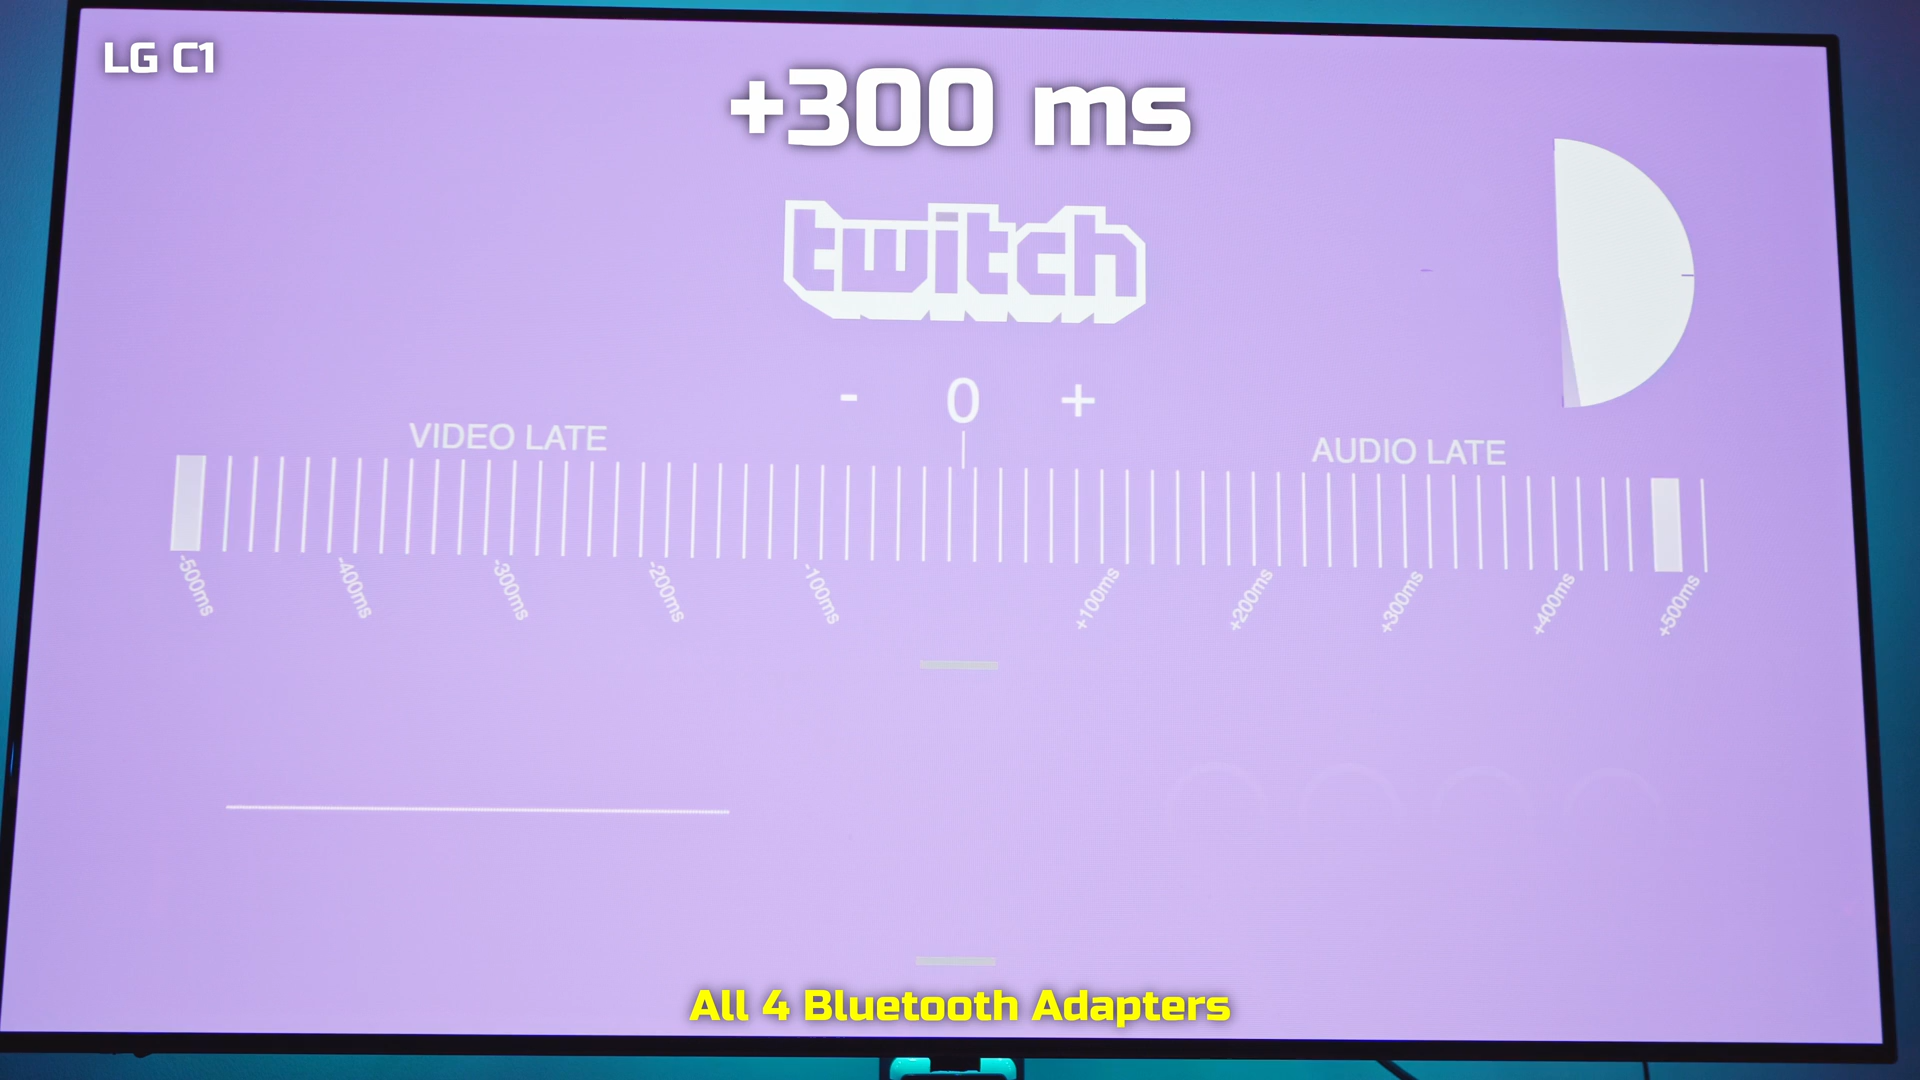 LG C1
+300 ms
twitch
- 0 +
VIDEO LATE
AUDIO LATE
-500ms -400ms -300ms -200ms -100ms +100ms +200ms +300ms +400ms +500ms
All 4 Bluetooth Adapters